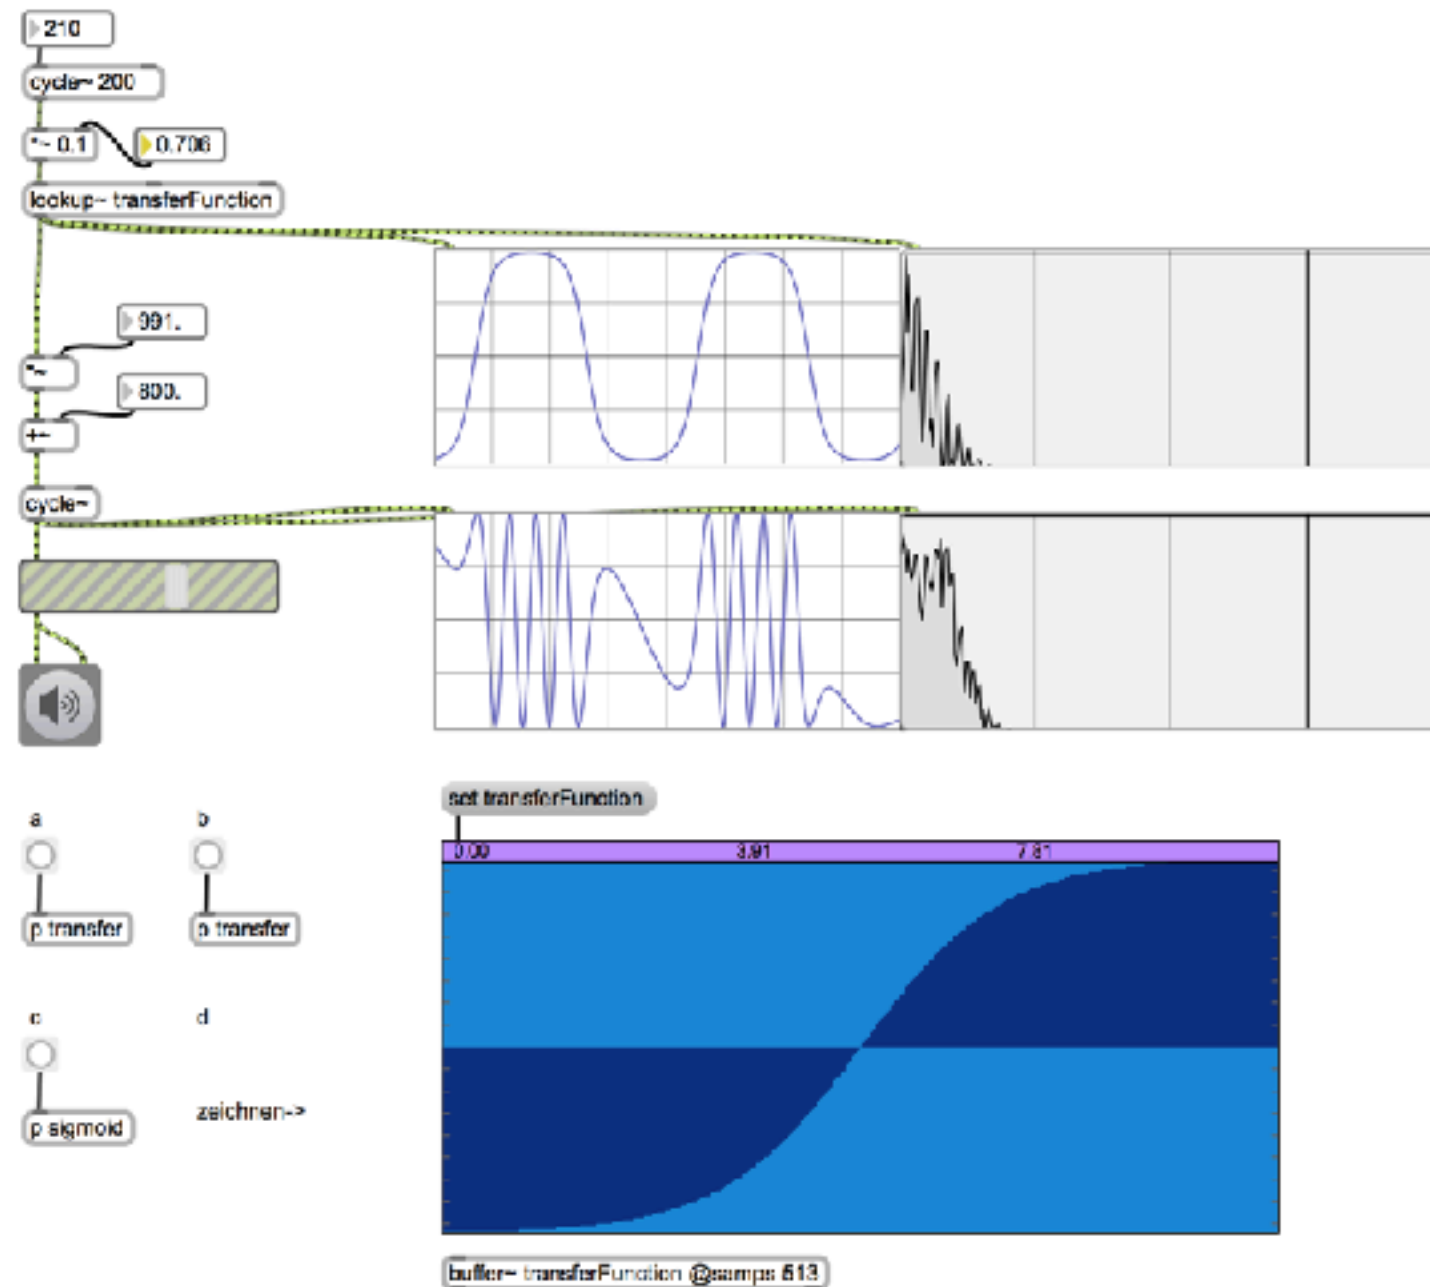 210
cycle~ 200
*~ 0.1
0.706
lookup~ transferFunction
991.
*~
800.
+~
cycle~
set transferFunction
0.00 3.91 7.81
a b
p transfer p transfer
c d
zeichnen->
p sigmoid
buffer~ transferFunction @samps 513